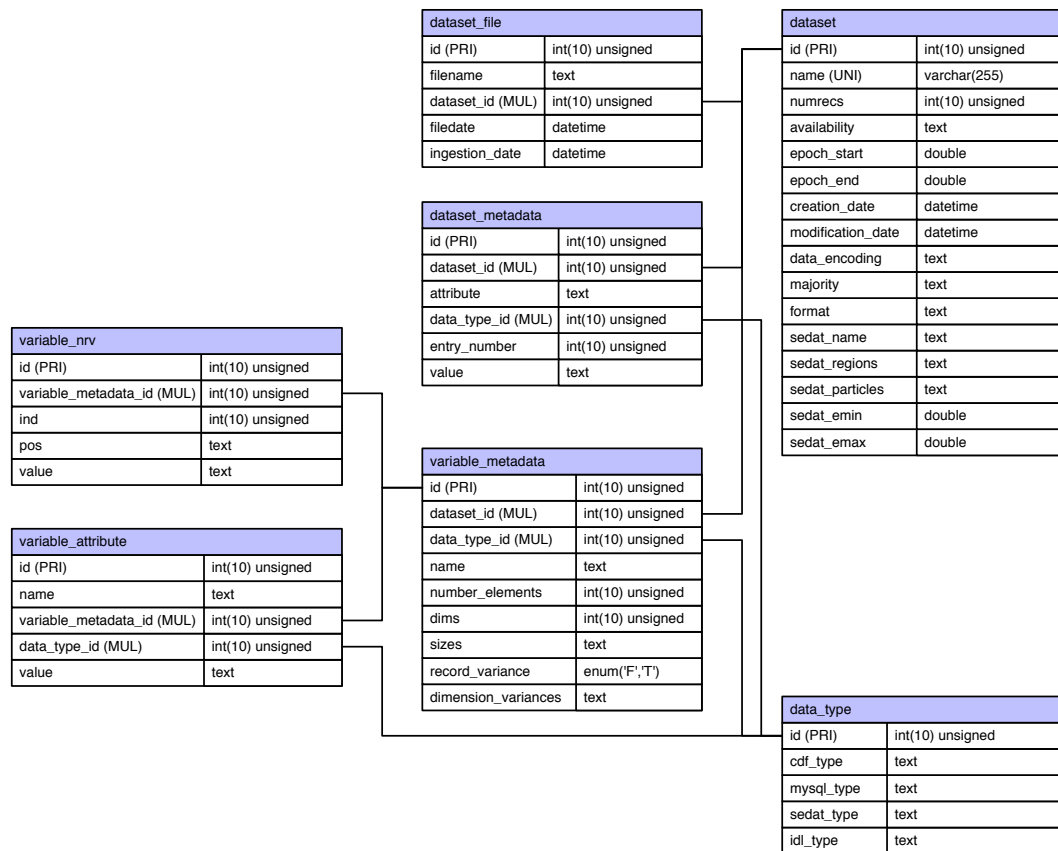 dataset_file
id (PRI) int(10) unsigned
filename text
dataset_id (MUL) int(10) unsigned
filedate datetime
ingestion_date datetime
dataset
id (PRI) int(10) unsigned
name (UNI) varchar(255)
numrecs int(10) unsigned
availability text
epoch_start double
epoch_end double
creation_date datetime
modification_date datetime
data_encoding text
majority text
format text
sedat_name text
sedat_regions text
sedat_particles text
sedat_emin double
sedat_emax double
dataset_metadata
id (PRI) int(10) unsigned
dataset_id (MUL) int(10) unsigned
attribute text
data_type_id (MUL) int(10) unsigned
entry_number int(10) unsigned
value text
variable_nrv
id (PRI) int(10) unsigned
variable_metadata_id (MUL) int(10) unsigned
ind int(10) unsigned
pos text
value text
variable_metadata
id (PRI) int(10) unsigned
dataset_id (MUL) int(10) unsigned
data_type_id (MUL) int(10) unsigned
name text
number_elements int(10) unsigned
dims int(10) unsigned
sizes text
record_variance enum('F','T')
dimension_variances text
variable_attribute
id (PRI) int(10) unsigned
name text
variable_metadata_id (MUL) int(10) unsigned
data_type_id (MUL) int(10) unsigned
value text
data_type
id (PRI) int(10) unsigned
cdf_type text
mysql_type text
sedat_type text
idl_type text